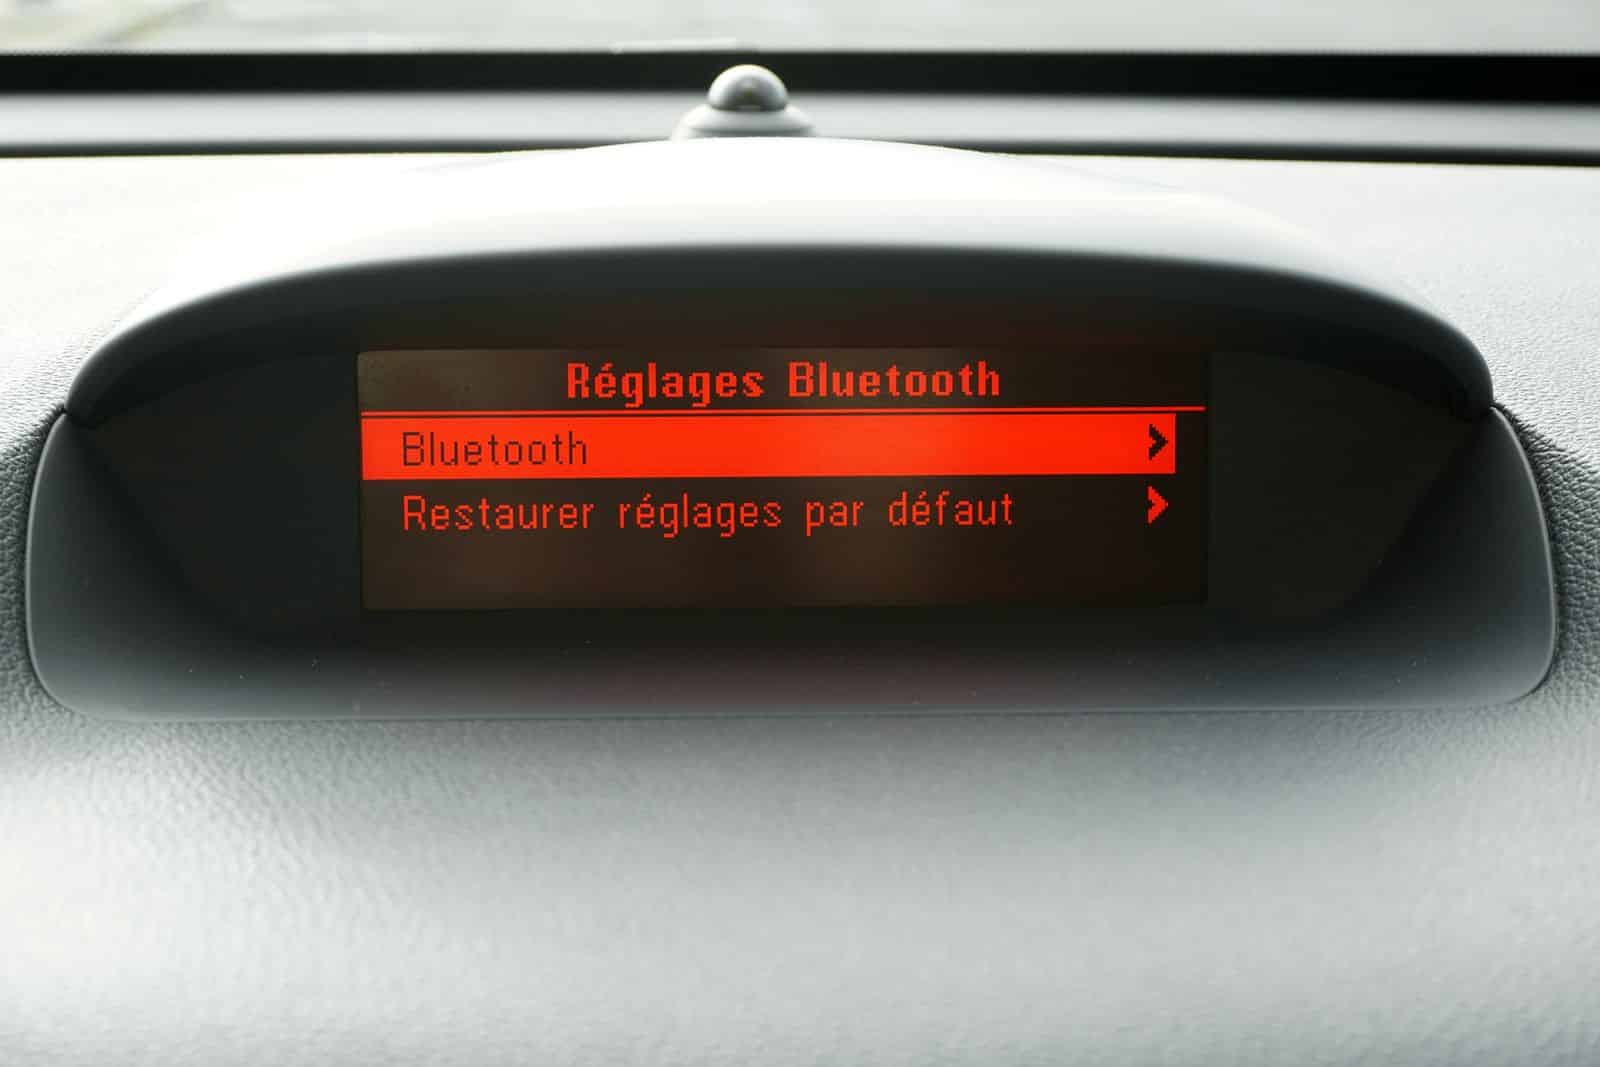 Réglages Bluetooth
Bluetooth
Restaurer réglages par défaut